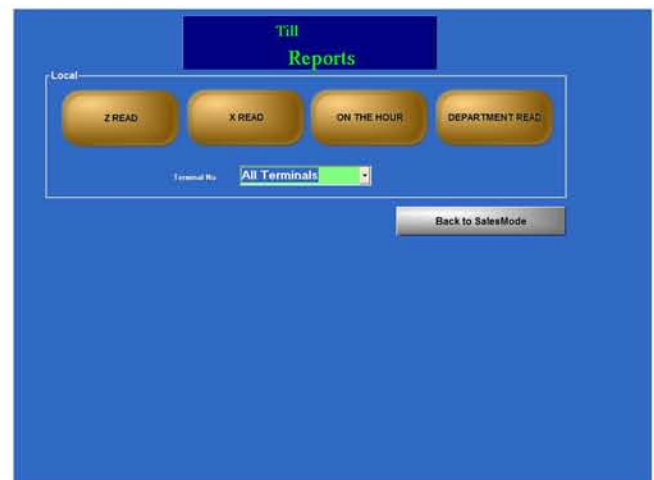 Till
Reports
Local
Z READ
X READ
ON THE HOUR
DEPARTMENT READ
Terminal No
All Terminals
Back to SalesMode